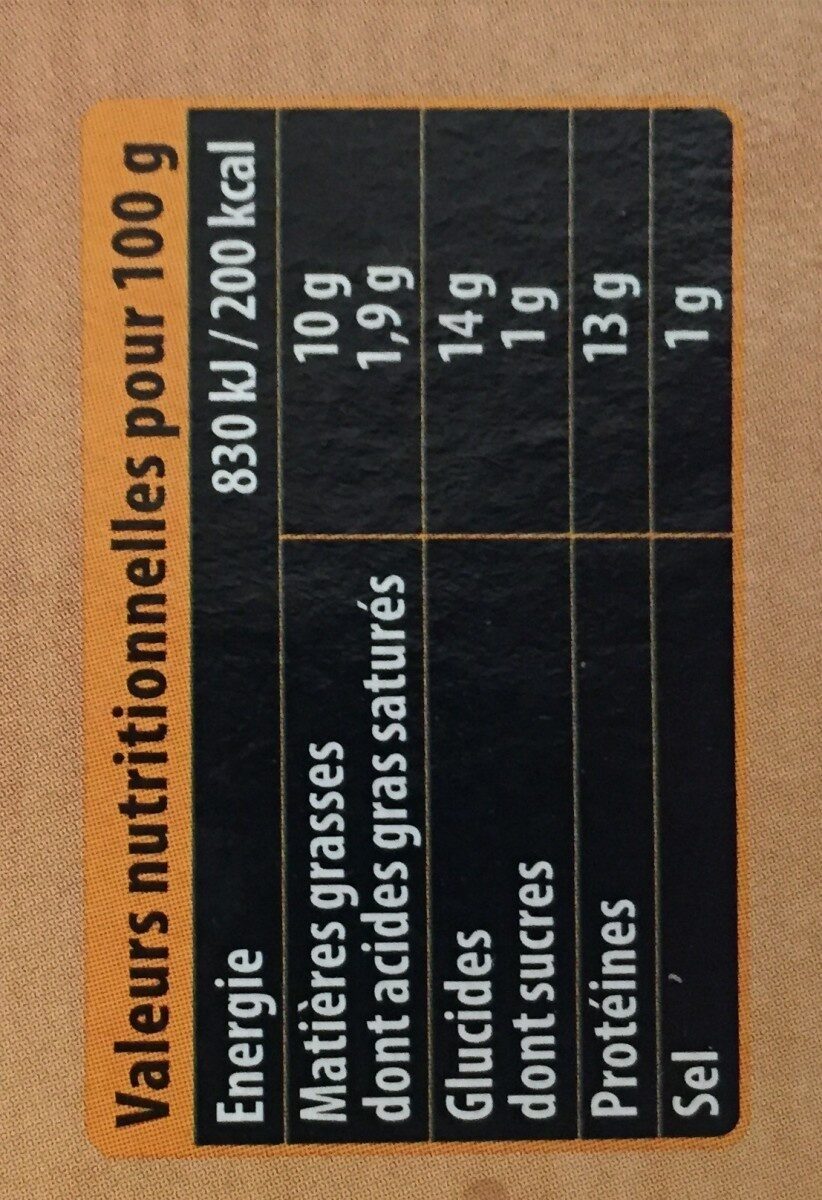 Valeurs nutritionnelles pour 100 g
Energie 830 kJ / 200 kcal
Matières grasses 10 g
dont acides gras saturés 1,9 g
Glucides 14 g
dont sucres 1 g
Protéines 13 g
Sel 1 g